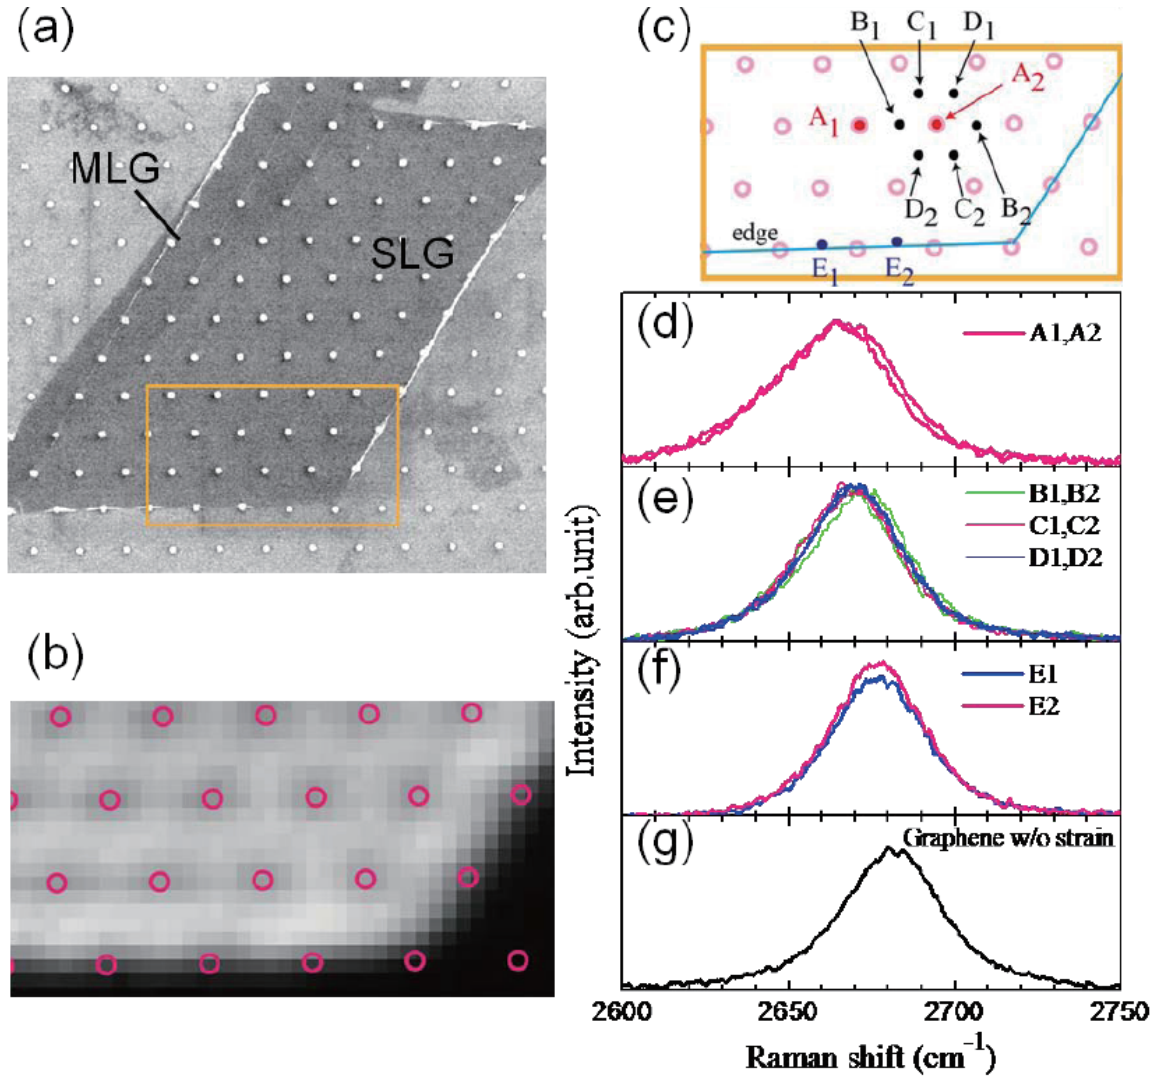 (a)
MLG
SLG
(b)
(c)
B1 C1 D1
A2
A1
D2 C2 B2
edge
E1 E2
(d)
A1,A2
(e)
B1,B2
C1,C2
D1,D2
(f)
E1
E2
(g)
Graphene w/o strain
Intensity (arb.unit)
2600 2650 2700 2750
Raman shift (cm⁻¹)